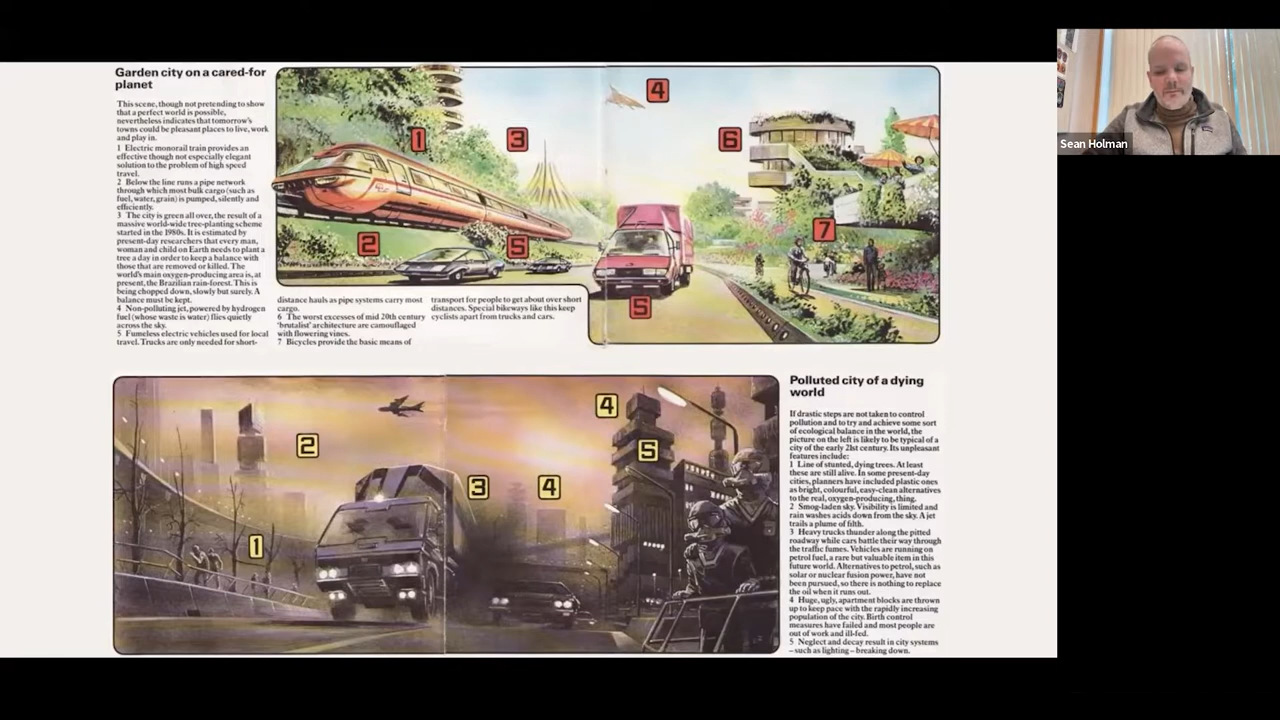 Garden city on a cared-for
planet
This scene, though not pretending to show
that a perfect world is possible,
nevertheless indicates that tomorrow's
towns could be pleasant places to live, work
and play in.
1 Electric monorail train provides an
effective though not especially elegant
solution to the problem of high speed
travel.
2 Below the line runs a pipe network
through which most bulk cargo (such as
fuel, water, grain) is pumped, silently and
efficiently.
3 The city is green all over, the result of a
massive world-wide tree-planting scheme
started in the 1980s. It is estimated by
present-day researchers that every man,
woman and child on Earth needs to plant a
tree a day in order to keep a balance with
those that are removed or killed. The
world's main oxygen-producing area is, at
present, the Brazilian rain-forest. This is
being chopped down, slowly but surely. A
balance must be kept.
4 Non-polluting jet, powered by hydrogen
fuel (whose waste is water) flies quietly
across the sky.
5 Fumeless electric vehicles used for local
travel. Trucks are only needed for short-
distance hauls as pipe systems carry most
cargo.
6 The worst excesses of mid 20th century
'brutalist' architecture are camouflaged
with flowering vines.
7 Bicycles provide the basic means of
transport for people to get about over short
distances. Special bikeways like this keep
cyclists apart from trucks and cars.
1
3
4
6
2
5
7
5
Sean Holman
2
4
5
3
4
1
Polluted city of a dying
world
If drastic steps are not taken to control
pollution and to try and achieve some sort
of ecological balance in the world, the
picture on the left is likely to be typical of a
city of the early 21st century. Its unpleasant
features include:
1 Line of stunted, dying trees. At least
these are still alive. In some present-day
cities, planners have included plastic ones
as bright, colourful, easy-clean alternatives
to the real, oxygen-producing, thing.
2 Smog-laden sky. Visibility is limited and
rain washes acids down from the sky. A jet
trails a plume of filth.
3 Heavy trucks thunder along the pitted
roadway while cars battle their way through
the traffic fumes. Vehicles are running on
petrol fuel, a rare but valuable item in this
future world. Alternatives to petrol, such as
solar or nuclear fusion power, have not
been pursued, so there is nothing to replace
the oil when it runs out.
4 Huge, ugly, apartment blocks are thrown
up to keep pace with the rapidly increasing
population of the city. Birth control
measures have failed and most people are
out of work and ill-fed.
5 Neglect and decay result in city systems
– such as lighting – breaking down.